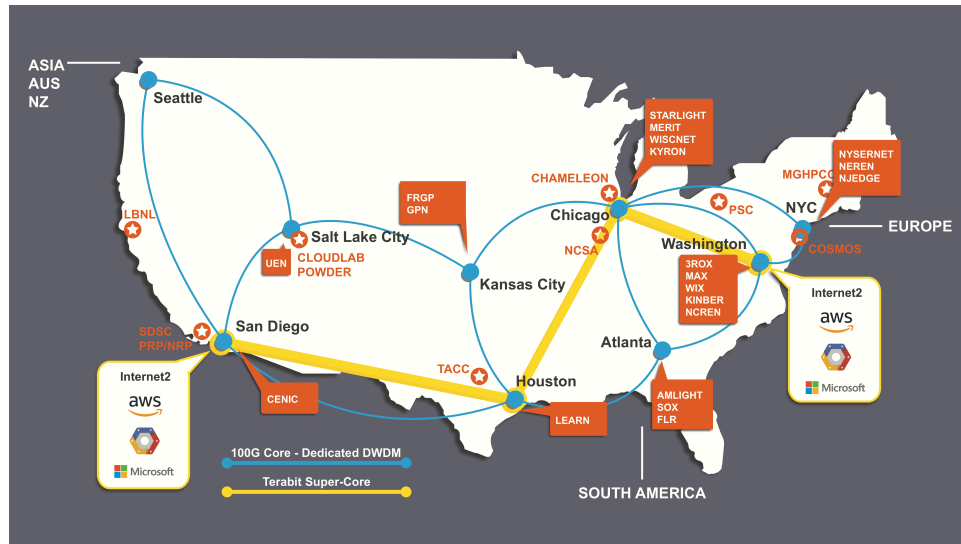 ASIA
AUS
NZ
Seattle
STARLIGHT
MERIT
WISCNET
KYRON
NYSERNET
NEREN
NJEDGE
MGHPCC
CHAMELEON
FRGP
GPN
PSC
NYC
EUROPE
LBNL
Chicago
Salt Lake City
UEN
CLOUDLAB
POWDER
NCSA
Washington
COSMOS
3ROX
MAX
WIX
KINBER
NCREN
Kansas City
Internet2
aws
Microsoft
San Diego
SDSC
PRP/NRP
Atlanta
TACC
Houston
Internet2
aws
Microsoft
CENIC
LEARN
AMLIGHT
SOX
FLR
100G Core - Dedicated DWDM
Terabit Super-Core
SOUTH AMERICA